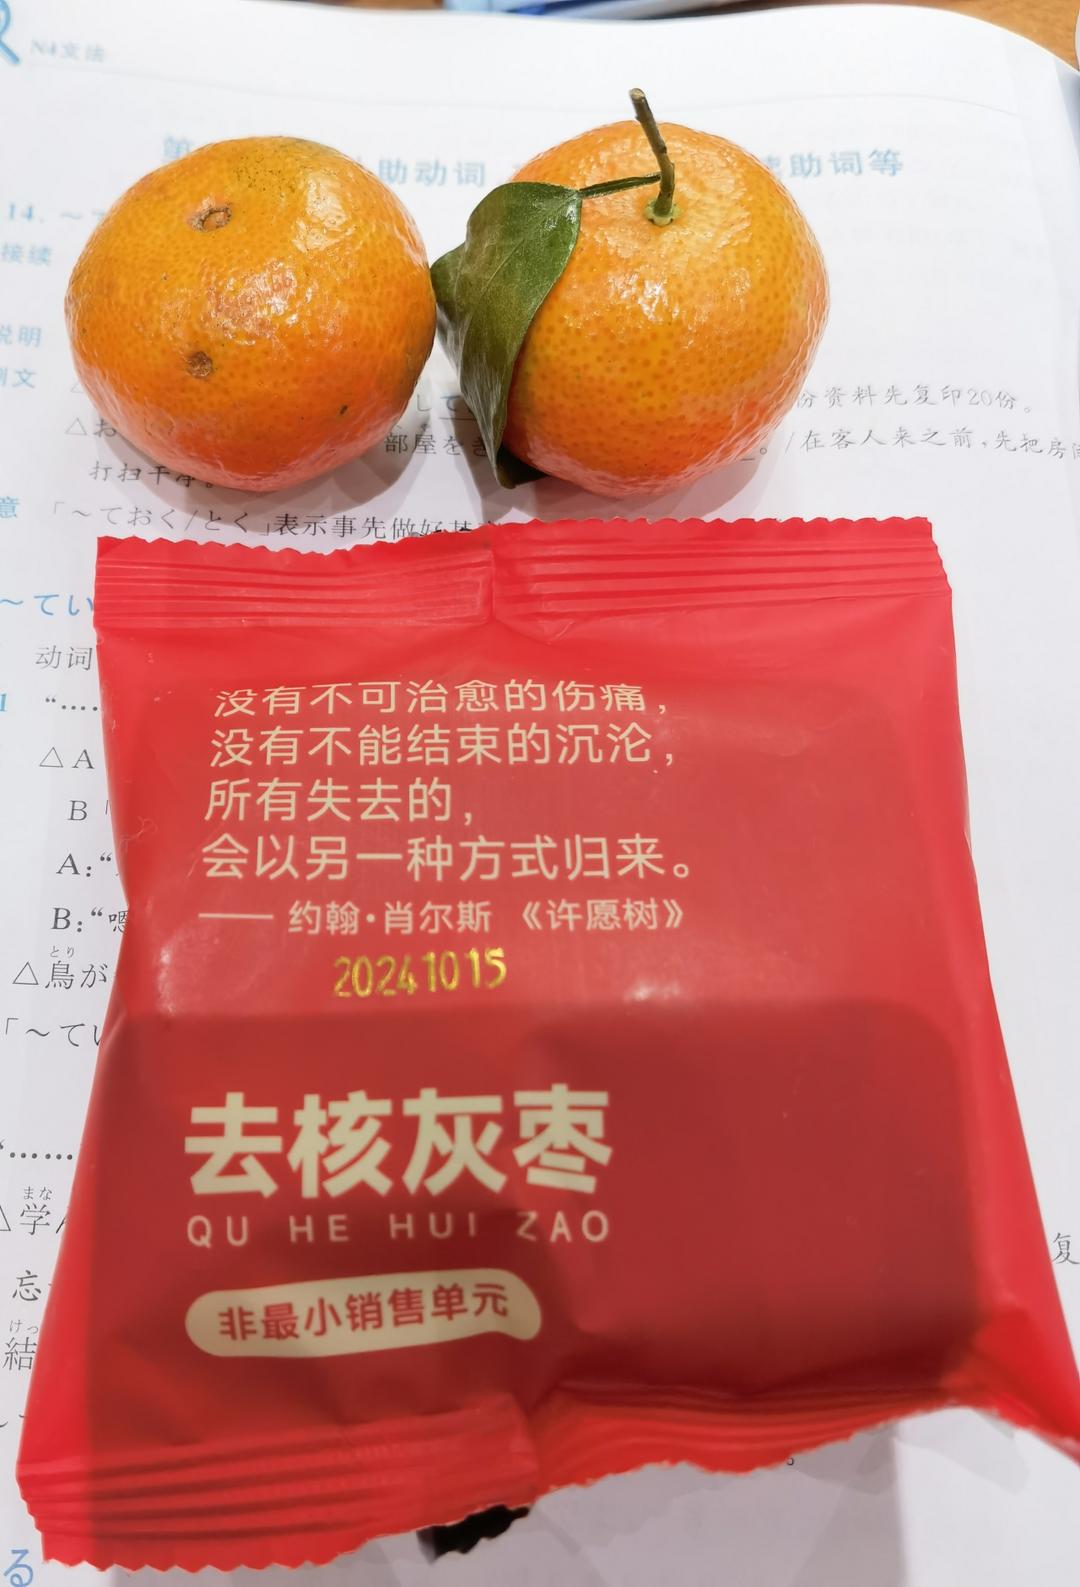 N4文法
助动词
助词等
14.
接续
说明
例文
份资料先复印20份。
部屋を
/在客人来之前,先把房间
打扫干净。
「～ておく/とく」表示事先做好
～てい
动词
△A
B「
A:“
B:“嗯
とり
△鳥が
「～てい
まな
△学
忘
けっ
結
复
る
没有不可治愈的伤痛,
没有不能结束的沉沦,
所有失去的,
会以另一种方式归来。
—— 约翰·肖尔斯 《许愿树》
20241015
去核灰枣
QU HE HUI ZAO
非最小销售单元